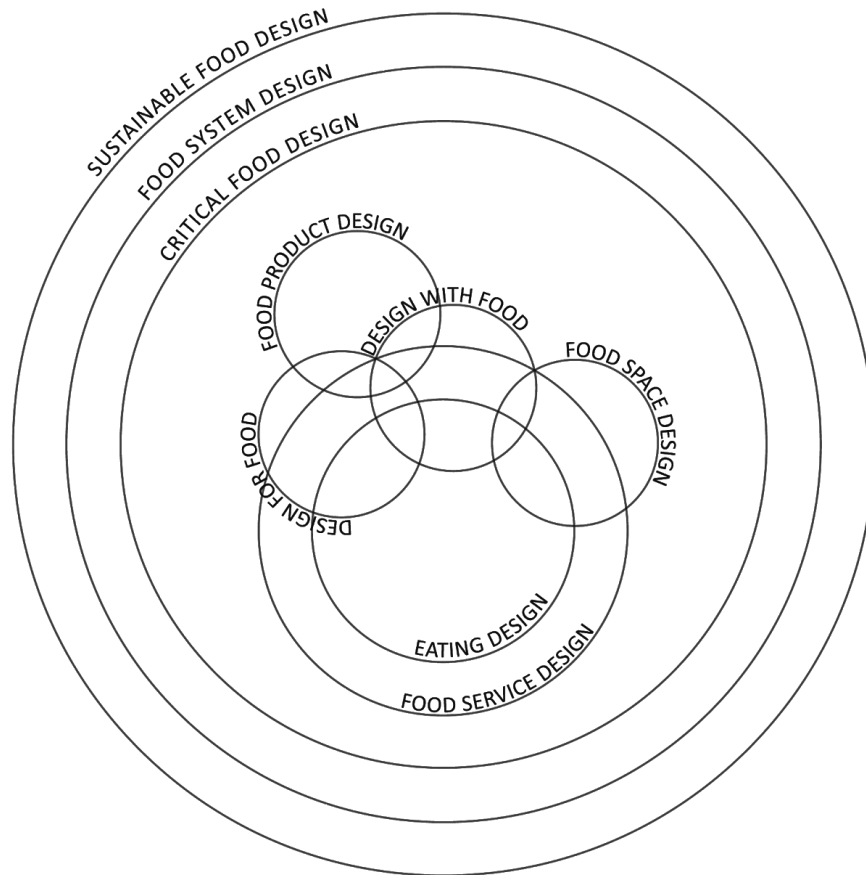 SUSTAINABLE FOOD DESIGN
FOOD SYSTEM DESIGN
CRITICAL FOOD DESIGN
FOOD PRODUCT DESIGN
DESIGN WITH FOOD
FOOD SPACE DESIGN
DESIGN FOR FOOD
EATING DESIGN
FOOD SERVICE DESIGN